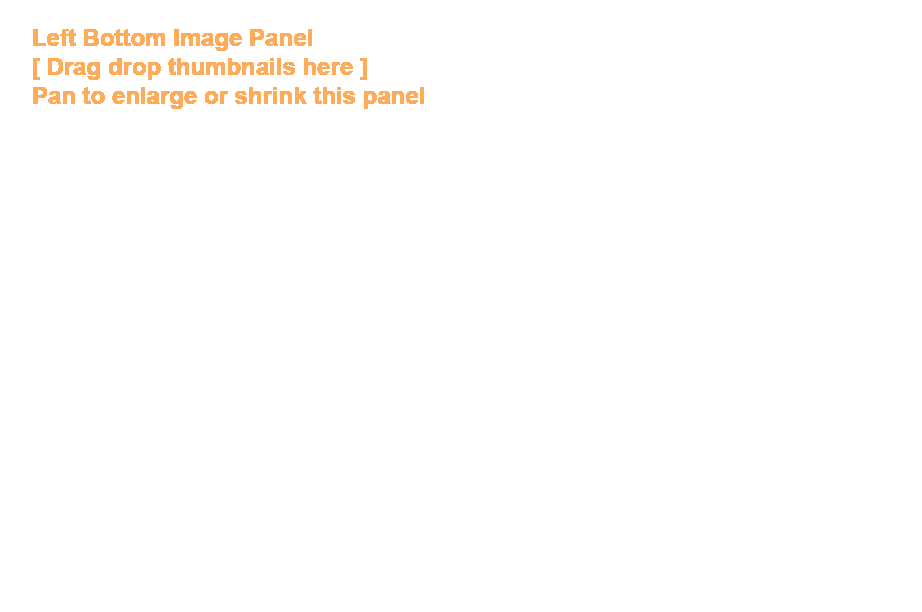 Left Bottom Image Panel
[ Drag drop thumbnails here ]
Pan to enlarge or shrink this panel